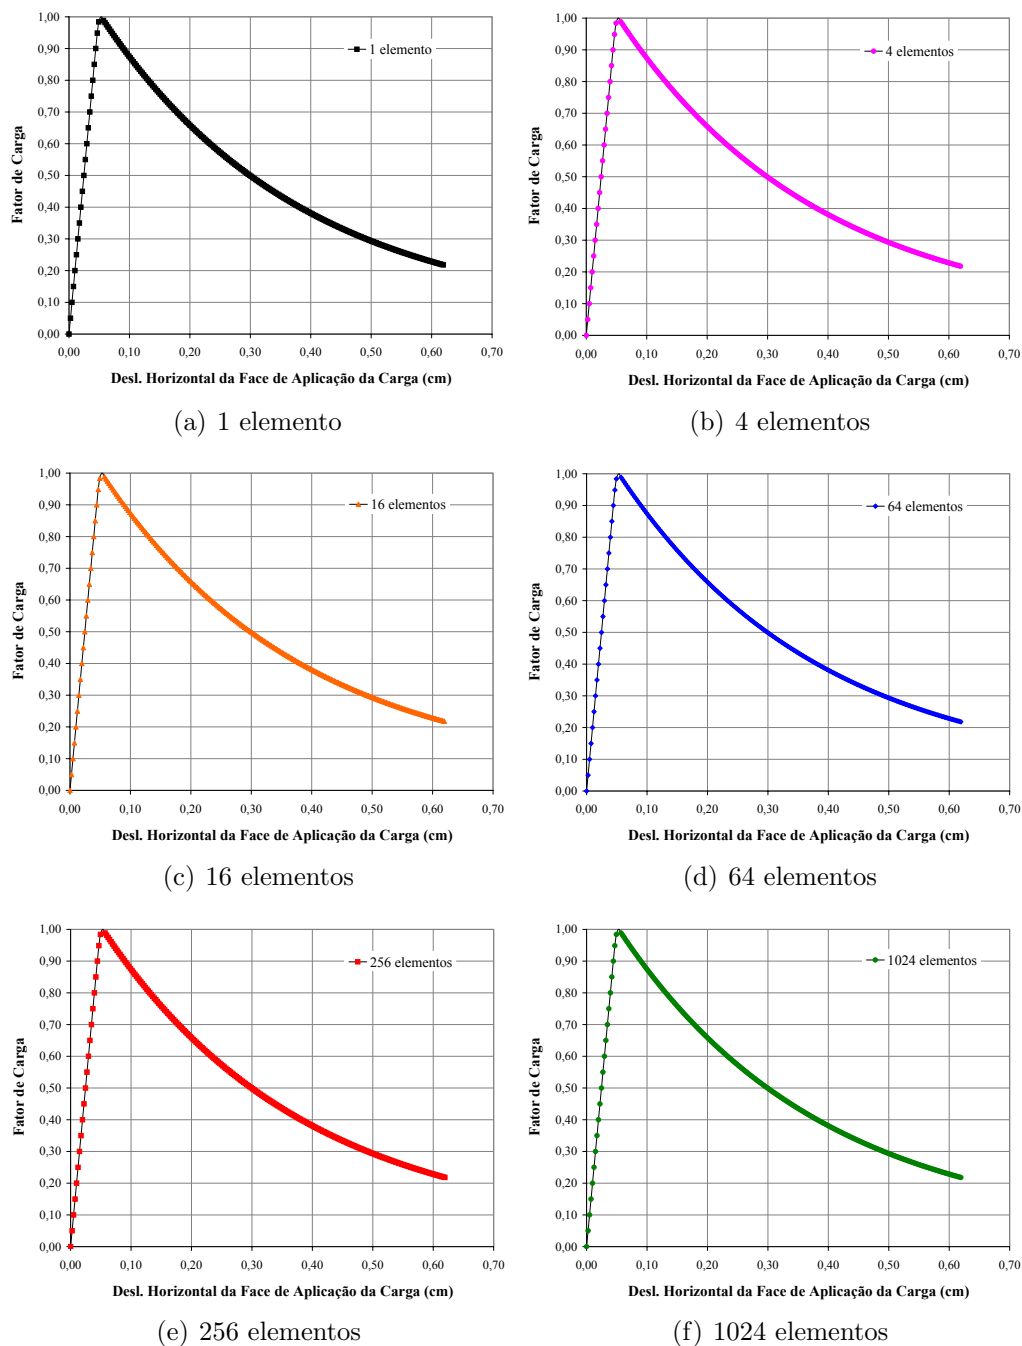 1,00
0,90
0,80
0,70
0,60
0,50
0,40
0,30
0,20
0,10
0,00
Fator de Carga
1 elemento
0,00 0,10 0,20 0,30 0,40 0,50 0,60 0,70
Desl. Horizontal da Face de Aplicação da Carga (cm)
(a) 1 elemento
1,00
0,90
0,80
0,70
0,60
0,50
0,40
0,30
0,20
0,10
0,00
Fator de Carga
4 elementos
0,00 0,10 0,20 0,30 0,40 0,50 0,60 0,70
Desl. Horizontal da Face de Aplicação da Carga (cm)
(b) 4 elementos
1,00
0,90
0,80
0,70
0,60
0,50
0,40
0,30
0,20
0,10
0,00
Fator de Carga
16 elementos
0,00 0,10 0,20 0,30 0,40 0,50 0,60 0,70
Desl. Horizontal da Face de Aplicação da Carga (cm)
(c) 16 elementos
1,00
0,90
0,80
0,70
0,60
0,50
0,40
0,30
0,20
0,10
0,00
Fator de Carga
64 elementos
0,00 0,10 0,20 0,30 0,40 0,50 0,60 0,70
Desl. Horizontal da Face de Aplicação da Carga (cm)
(d) 64 elementos
1,00
0,90
0,80
0,70
0,60
0,50
0,40
0,30
0,20
0,10
0,00
Fator de Carga
256 elementos
0,00 0,10 0,20 0,30 0,40 0,50 0,60 0,70
Desl. Horizontal da Face de Aplicação da Carga (cm)
(e) 256 elementos
1,00
0,90
0,80
0,70
0,60
0,50
0,40
0,30
0,20
0,10
0,00
Fator de Carga
1024 elementos
0,00 0,10 0,20 0,30 0,40 0,50 0,60 0,70
Desl. Horizontal da Face de Aplicação da Carga (cm)
(f) 1024 elementos